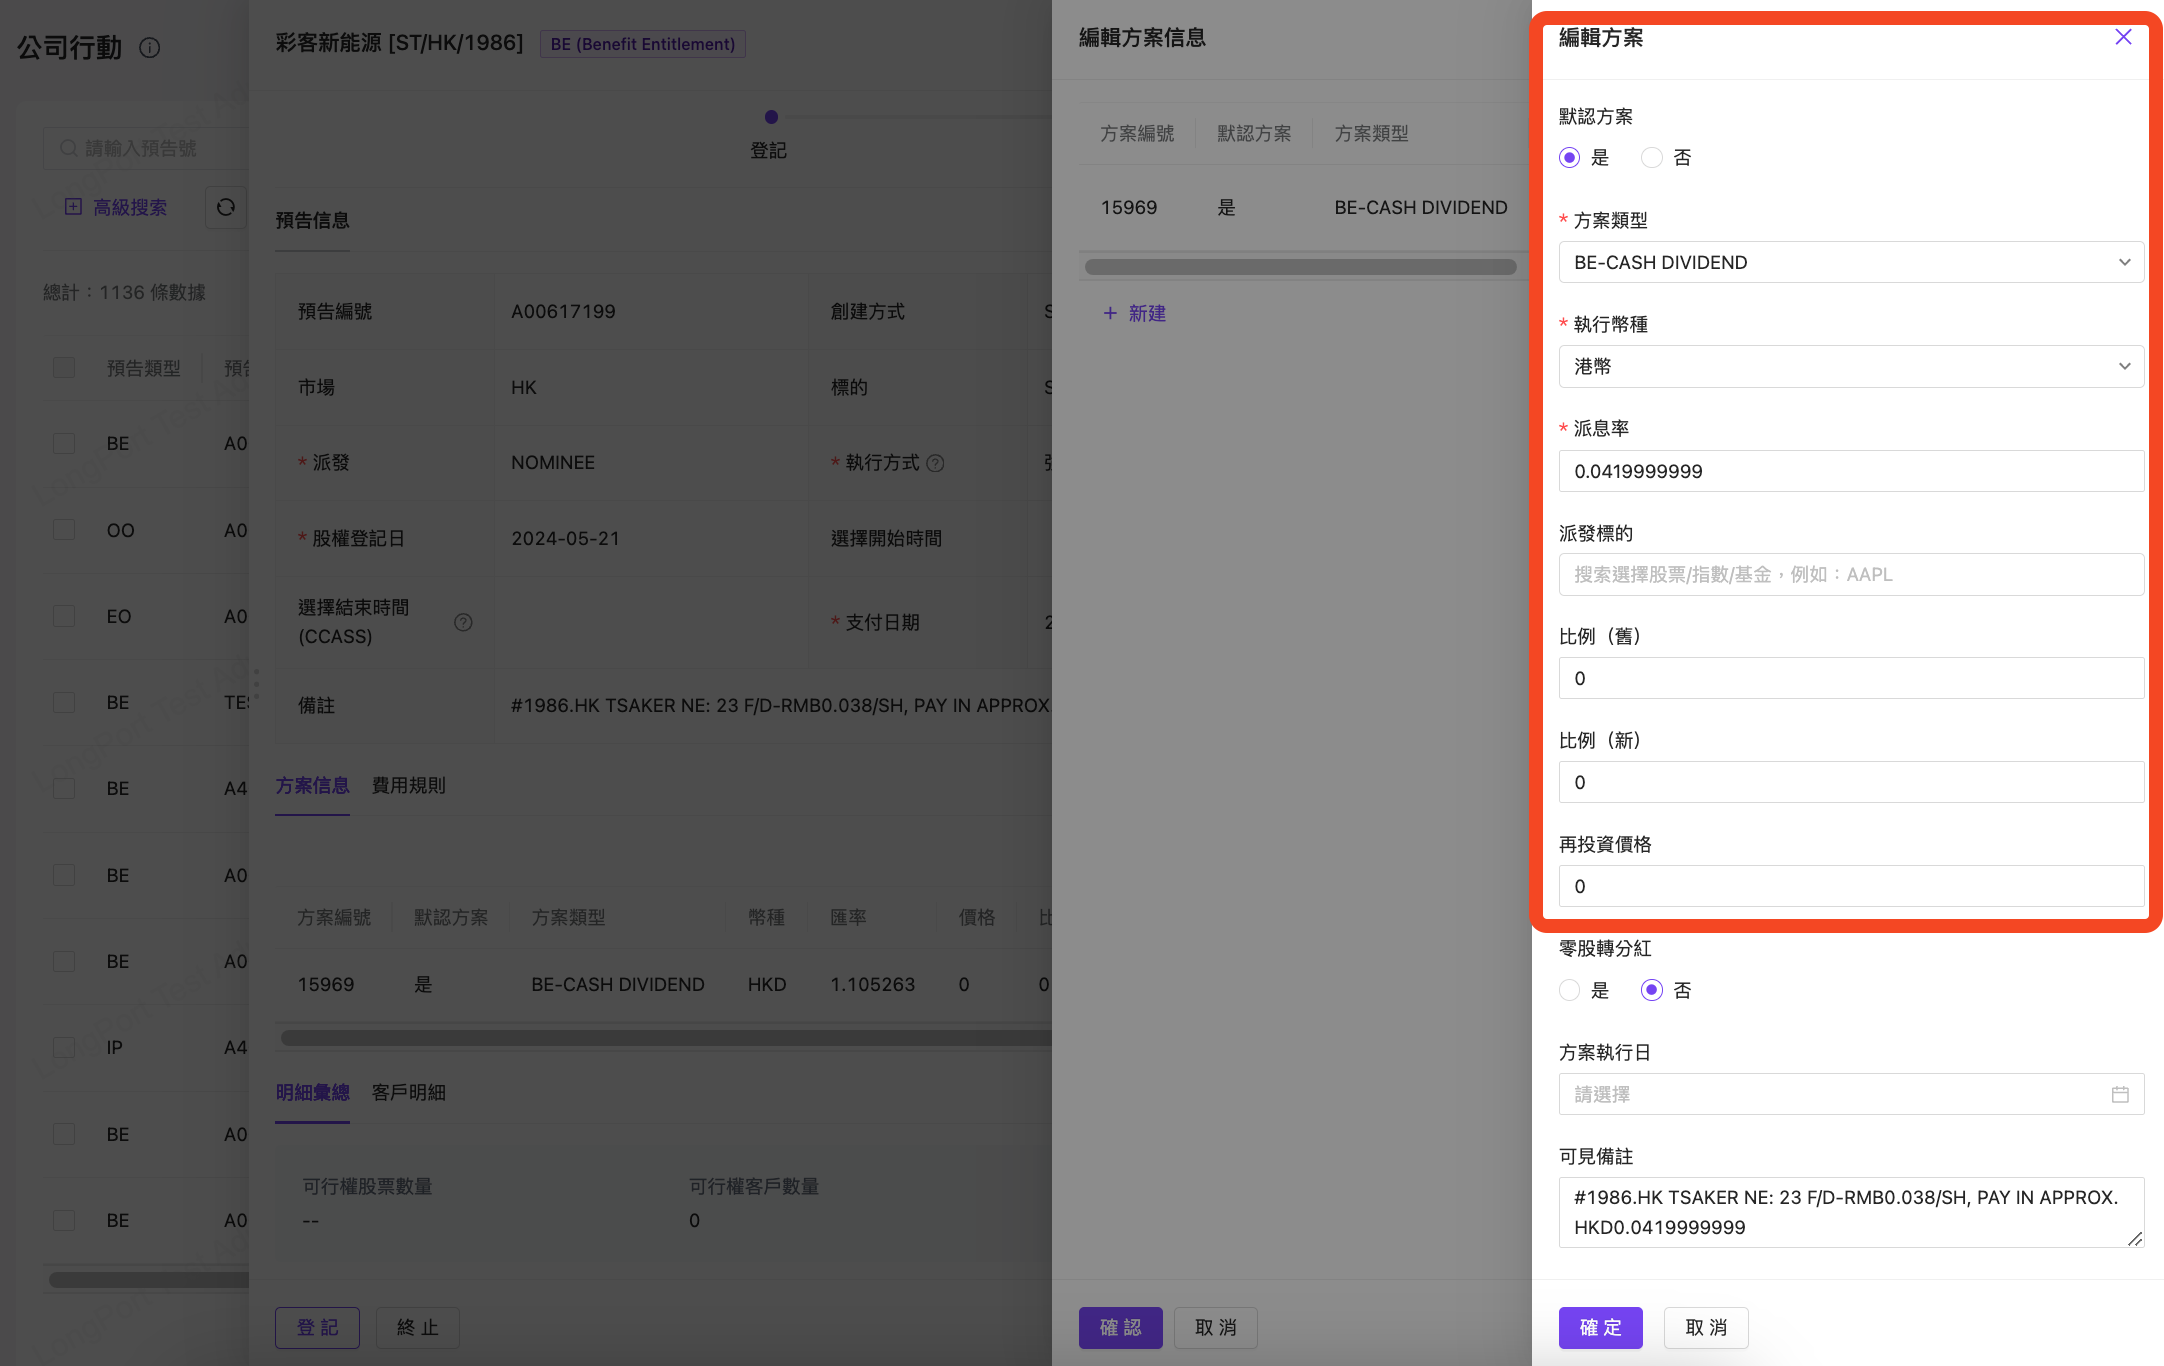 公司行動
請輸入預告號
高級搜索
總計：1136 條數據
預告類型
BE A0
OO A0
EO A0
BE TES
BE A4
BE A0
BE A0
IP A4
BE A0
BE A0
彩客新能源 [ST/HK/1986] BE (Benefit Entitlement)
登記
預告信息
預告編號 A00617199 創建方式
市場 HK 標的
* 派發 NOMINEE * 執行方式
* 股權登記日 2024-05-21 選擇開始時間
選擇結束時間
(CCASS) * 支付日期 2
備註 #1986.HK TSAKER NE: 23 F/D-RMB0.038/SH, PAY IN APPROX.
方案信息 費用規則
方案編號 默認方案 方案類型 幣種 匯率 價格 比
15969 是 BE-CASH DIVIDEND HKD 1.105263 0 0
明細彙總 客戶明細
可行權股票數量 可行權客戶數量
-- 0
登 記 終 止
編輯方案信息
方案編號 默認方案 方案類型
15969 是 BE-CASH DIVIDEND
+ 新建
確 認 取 消
編輯方案
默認方案
是 否
* 方案類型
BE-CASH DIVIDEND
* 執行幣種
港幣
* 派息率
0.0419999999
派發標的
搜索選擇股票/指數/基金，例如：AAPL
比例（舊）
0
比例（新）
0
再投資價格
0
零股轉分紅
是 否
方案執行日
請選擇
可見備註
#1986.HK TSAKER NE: 23 F/D-RMB0.038/SH, PAY IN APPROX.
HKD0.0419999999
確 定 取 消